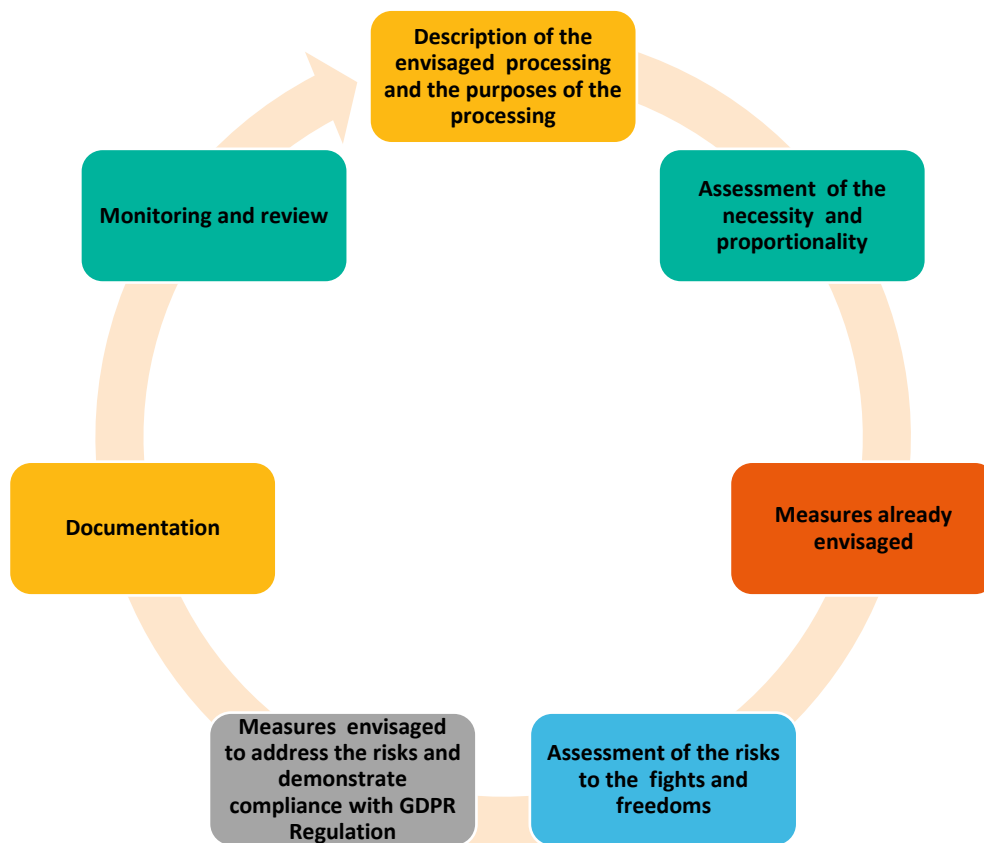 Description of the
envisaged processing
and the purposes of the
processing
Assessment of the
necessity and
proportionality
Measures already
envisaged
Assessment of the risks
to the fights and
freedoms
Measures envisaged
to address the risks and
demonstrate
compliance with GDPR
Regulation
Documentation
Monitoring and review